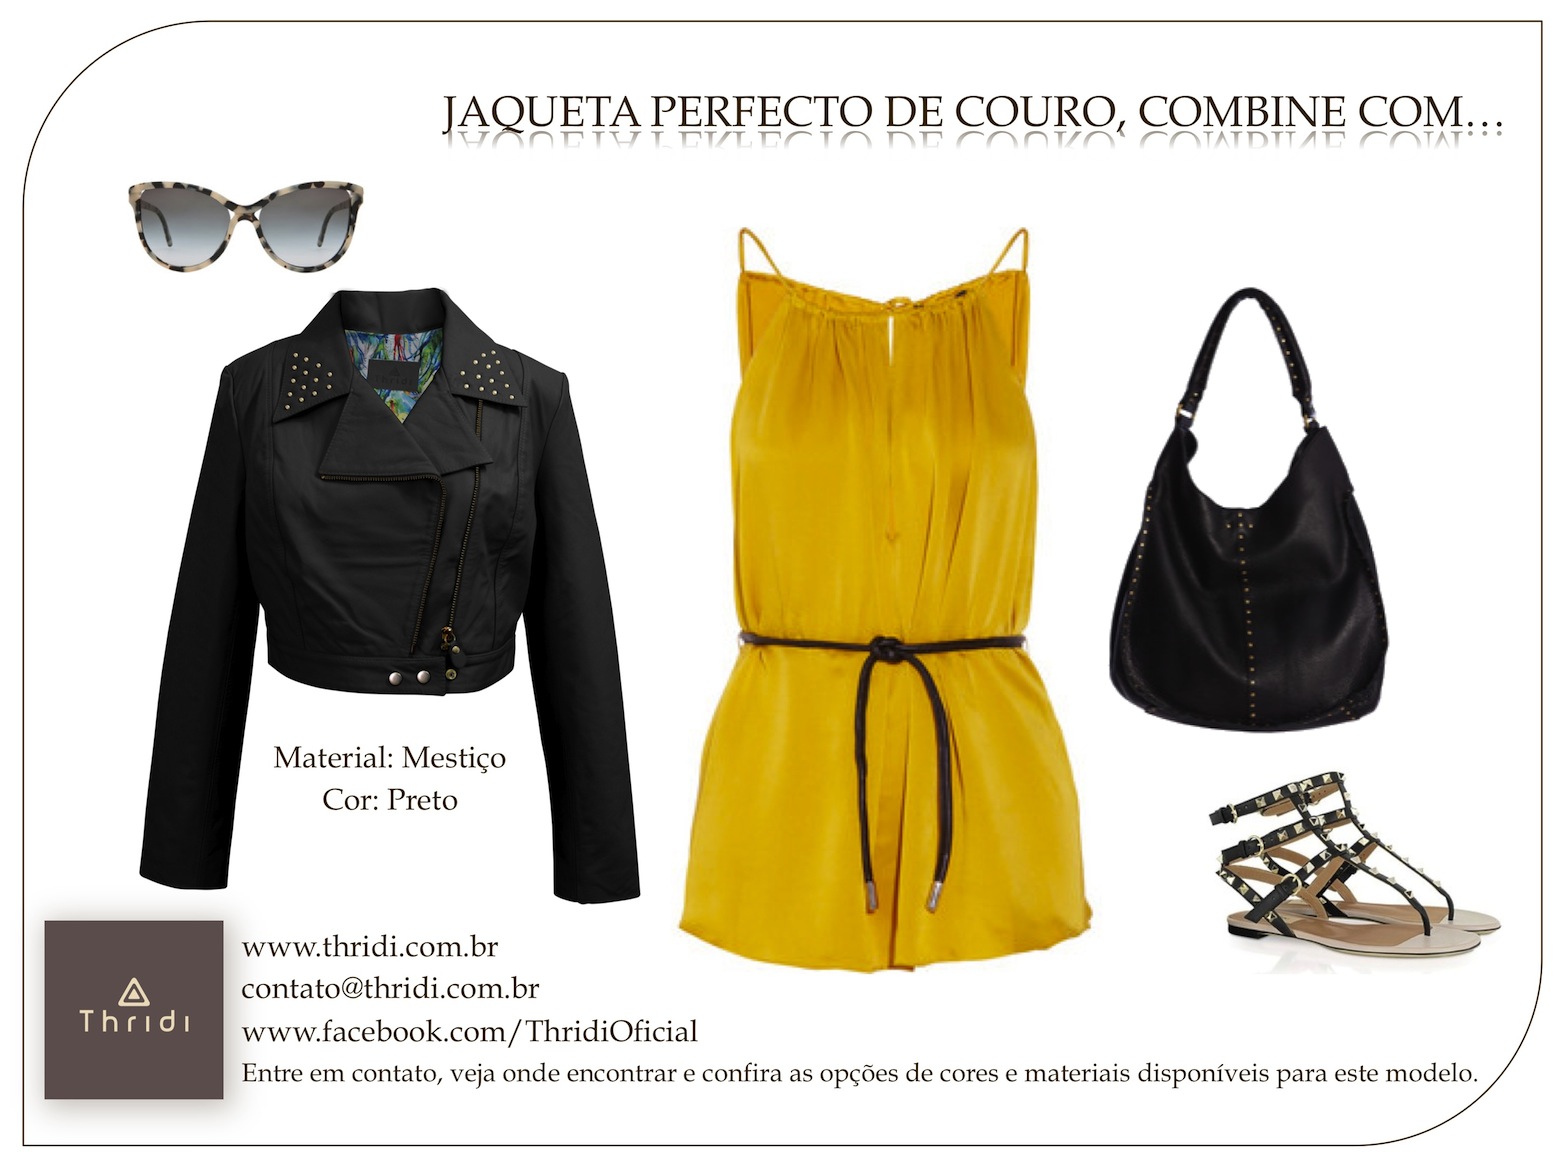 JAQUETA PERFECTO DE COURO, COMBINE COM...
Thridi
Material: Mestiço
Cor: Preto
Thridi
www.thridi.com.br
contato@thridi.com.br
www.facebook.com/ThridiOficial
Entre em contato, veja onde encontrar e confira as opções de cores e materiais disponíveis para este modelo.